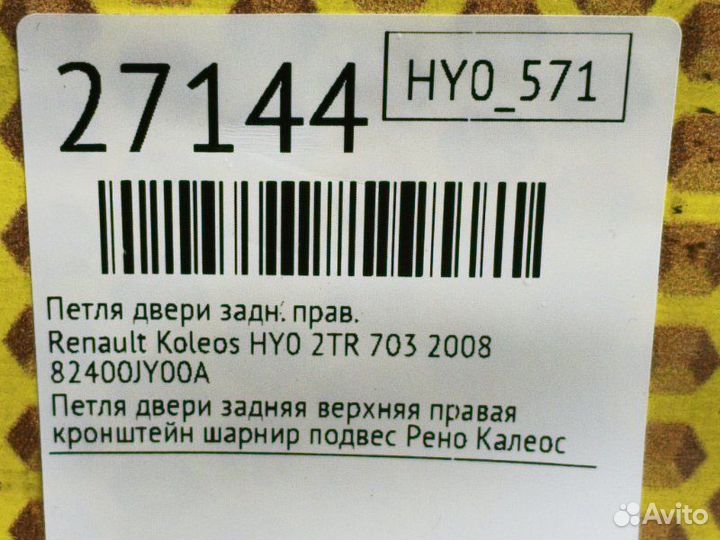 27144
HY0_571
Петля двери задн. прав.
Renault Koleos HY0 2TR 703 2008
82400JY00A
Петля двери задняя верхняя правая
кронштейн шарнир подвес Рено Калеос
Avito